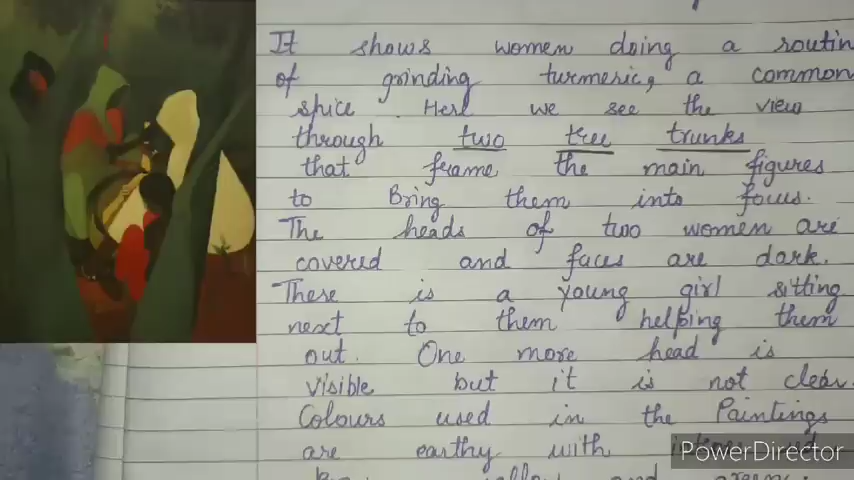 It shows women doing a routin
of grinding turmeric, a common
spice. Here we see the view
through two tree trunks
that frame the main figures
to Bring them into focus.
The heads of two women are
covered and faces are dark.
There is a young girl sitting
next to them helping them
out. One more head is
visible but it is not clear.
Colours used in the Paintings
are earthy with
PowerDirector
and